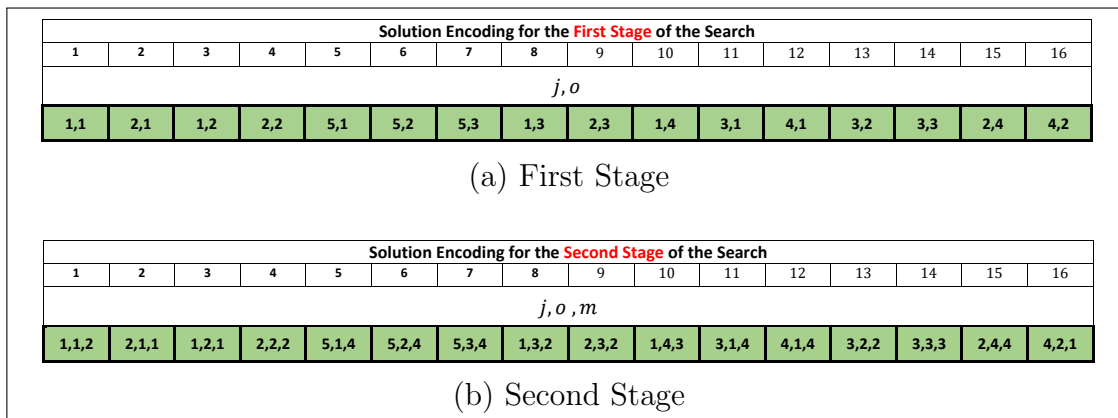 Solution Encoding for the First Stage of the Search
1 2 3 4 5 6 7 8 9 10 11 12 13 14 15 16
j, o
1,1 2,1 1,2 2,2 5,1 5,2 5,3 1,3 2,3 1,4 3,1 4,1 3,2 3,3 2,4 4,2
(a) First Stage
Solution Encoding for the Second Stage of the Search
1 2 3 4 5 6 7 8 9 10 11 12 13 14 15 16
j, o , m
1,1,2 2,1,1 1,2,1 2,2,2 5,1,4 5,2,4 5,3,4 1,3,2 2,3,2 1,4,3 3,1,4 4,1,4 3,2,2 3,3,3 2,4,4 4,2,1
(b) Second Stage